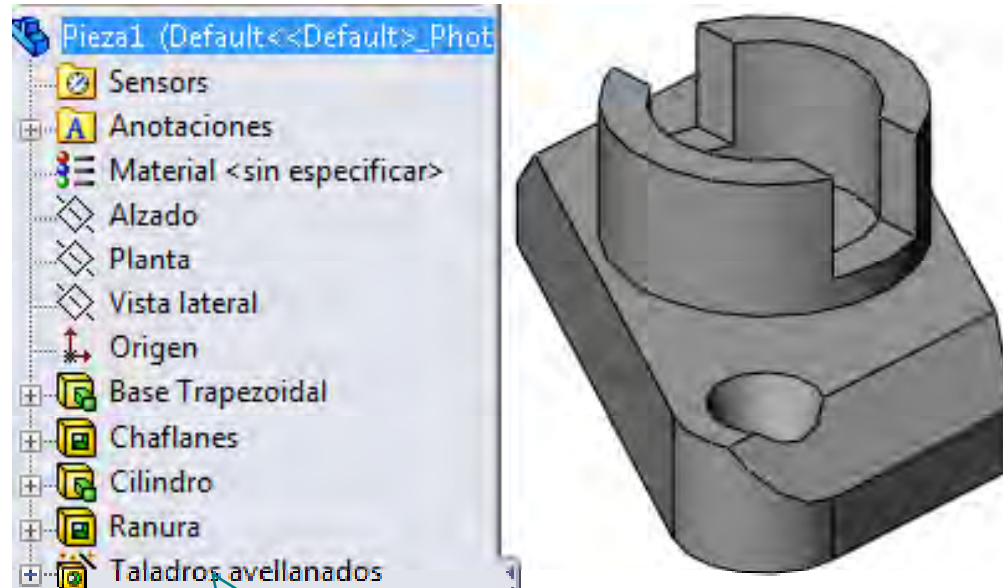 Pieza1 (Default<<Default>_Phot
Sensors
A Anotaciones
Material <sin especificar>
Alzado
Planta
Vista lateral
Origen
Base Trapezoidal
Chaflanes
Cilindro
Ranura
Taladros avellanados